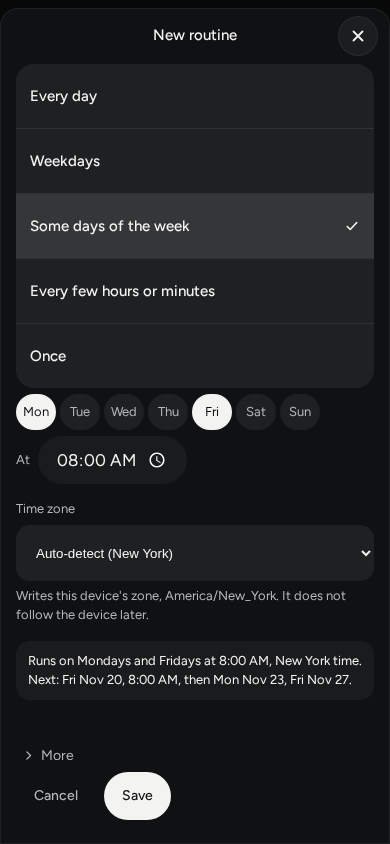 New routine
Every day
Weekdays
Some days of the week
Every few hours or minutes
Once
Mon Tue Wed Thu Fri Sat Sun
At 08:00 AM
Time zone
Auto-detect (New York)
Writes this device's zone, America/New_York. It does not
follow the device later.
Runs on Mondays and Fridays at 8:00 AM, New York time.
Next: Fri Nov 20, 8:00 AM, then Mon Nov 23, Fri Nov 27.
More
Cancel Save